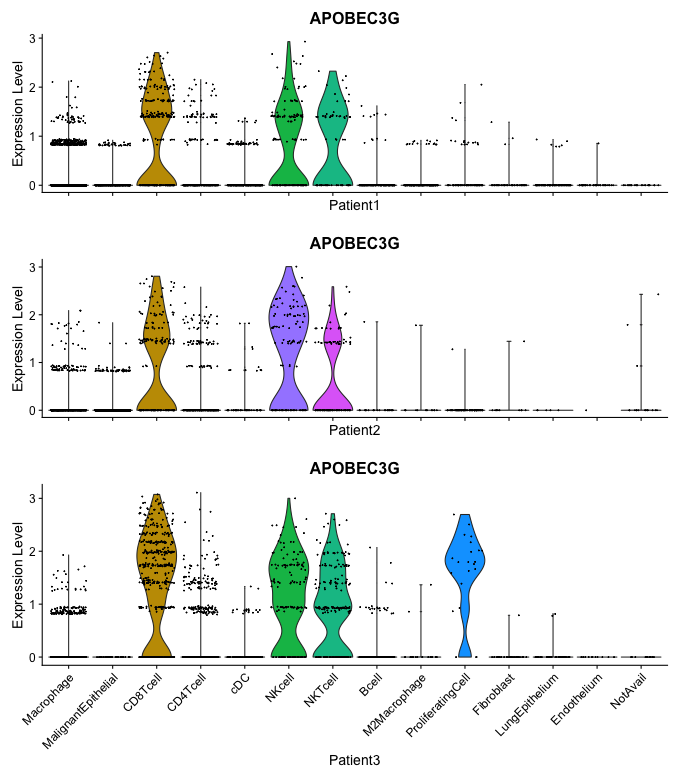 APOBEC3G
Expression Level
3
2
1
0
Patient1
APOBEC3G
Expression Level
3
2
1
0
Patient2
APOBEC3G
Expression Level
3
2
1
0
Macrophage
MalignantEpithelial
CD8Tcell
CD4Tcell
cDC
NKcell
NKTcell
Bcell
M2Macrophage
ProliferatingCell
Fibroblast
LungEpithelium
Endothelium
NotAvail
Patient3